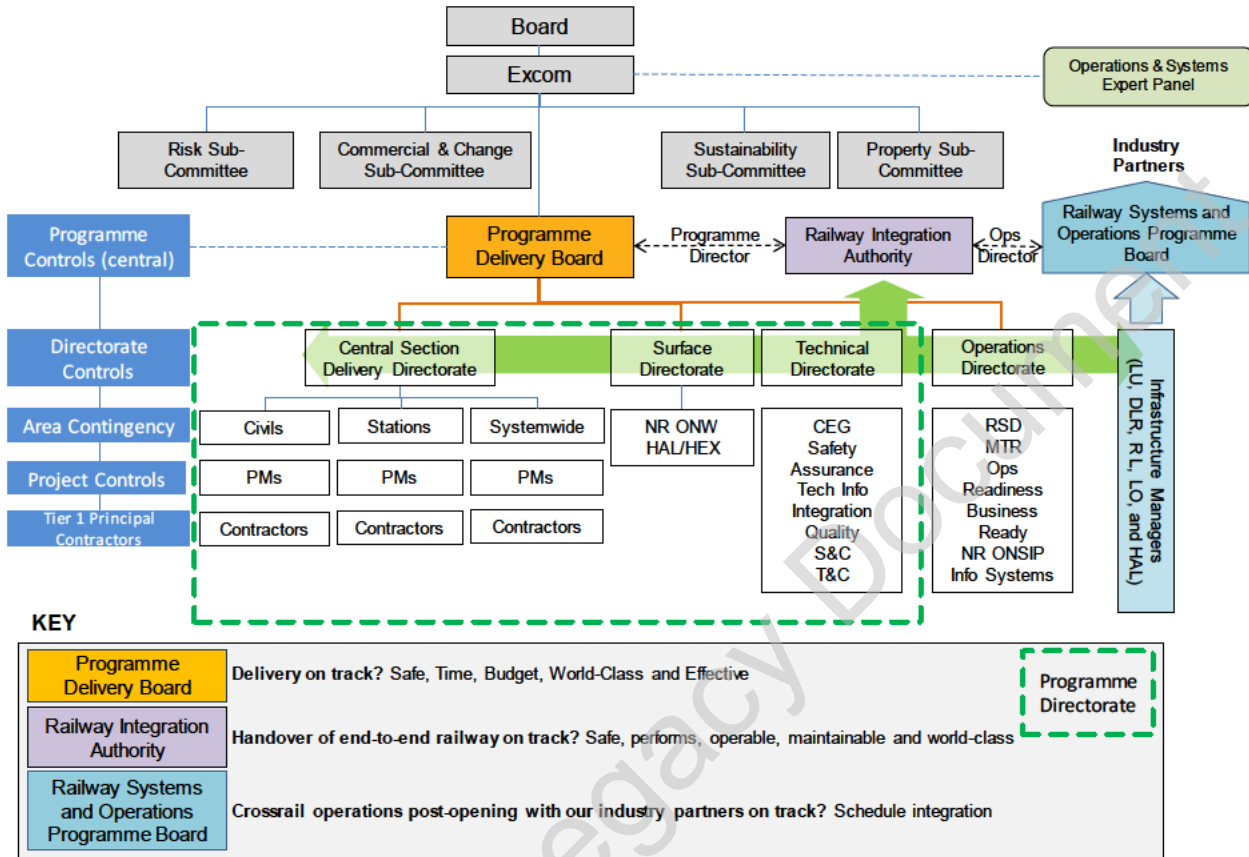 Board
Excom
Operations & Systems
Expert Panel
Risk Sub-
Committee
Commercial & Change
Sub-Committee
Sustainability
Sub-Committee
Property Sub-
Committee
Industry
Partners
Programme
Controls (central)
Programme
Delivery Board
Programme
Director
Railway Integration
Authority
Ops
Director
Railway Systems and
Operations Programme
Board
Directorate
Controls
Central Section
Delivery Directorate
Surface
Directorate
Technical
Directorate
Operations
Directorate
Infrastructure Managers
(LU, DLR, RL, LO, and HAL)
Area Contingency
Civils
Stations
Systemwide
NR ONW
HAL/HEX
CEG
Safety
Assurance
Tech Info
Integration
Quality
S&C
T&C
RSD
MTR
Ops
Readiness
Business
Ready
NR ONSIP
Info Systems
Project Controls
PMs
PMs
PMs
Tier 1 Principal
Contractors
Contractors
Contractors
Contractors
KEY
Programme
Delivery Board
Delivery on track? Safe, Time, Budget, World-Class and Effective
Programme
Directorate
Railway Integration
Authority
Handover of end-to-end railway on track? Safe, performs, operable, maintainable and world-class
Railway Systems
and Operations
Programme Board
Crossrail operations post-opening with our industry partners on track? Schedule integration
egacy Document